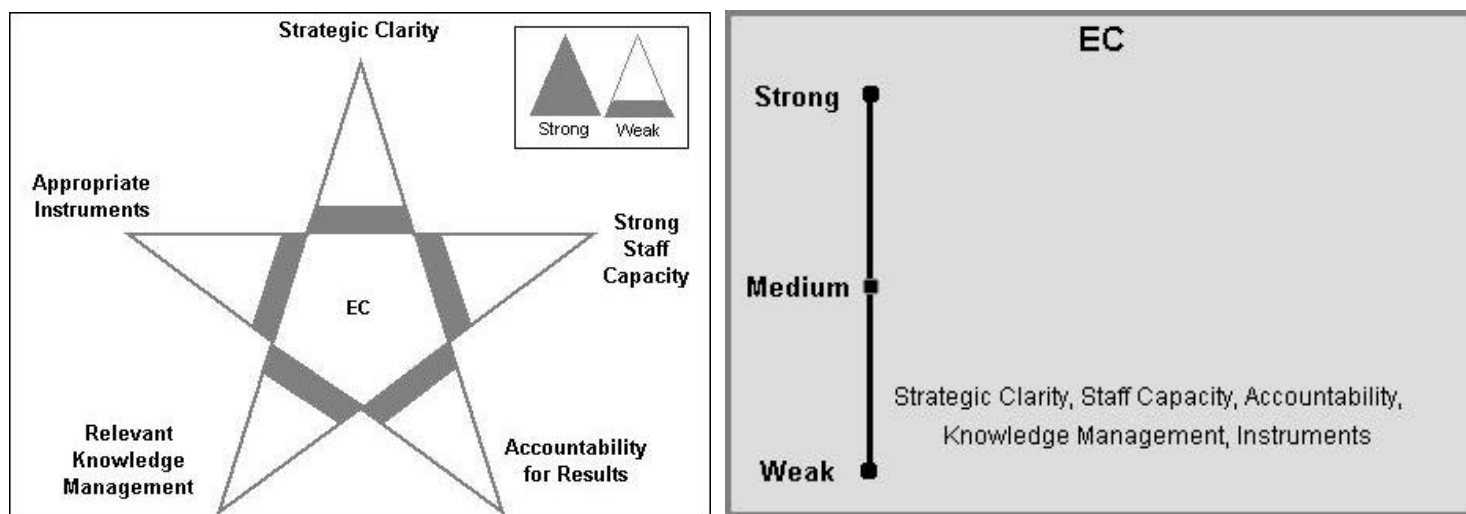 Strategic Clarity
Strong
Weak
Appropriate
Instruments
Strong
Staff
Capacity
EC
Relevant
Knowledge
Management
Accountability
for Results
EC
Strong
Medium
Strategic Clarity, Staff Capacity, Accountability,
Knowledge Management, Instruments
Weak